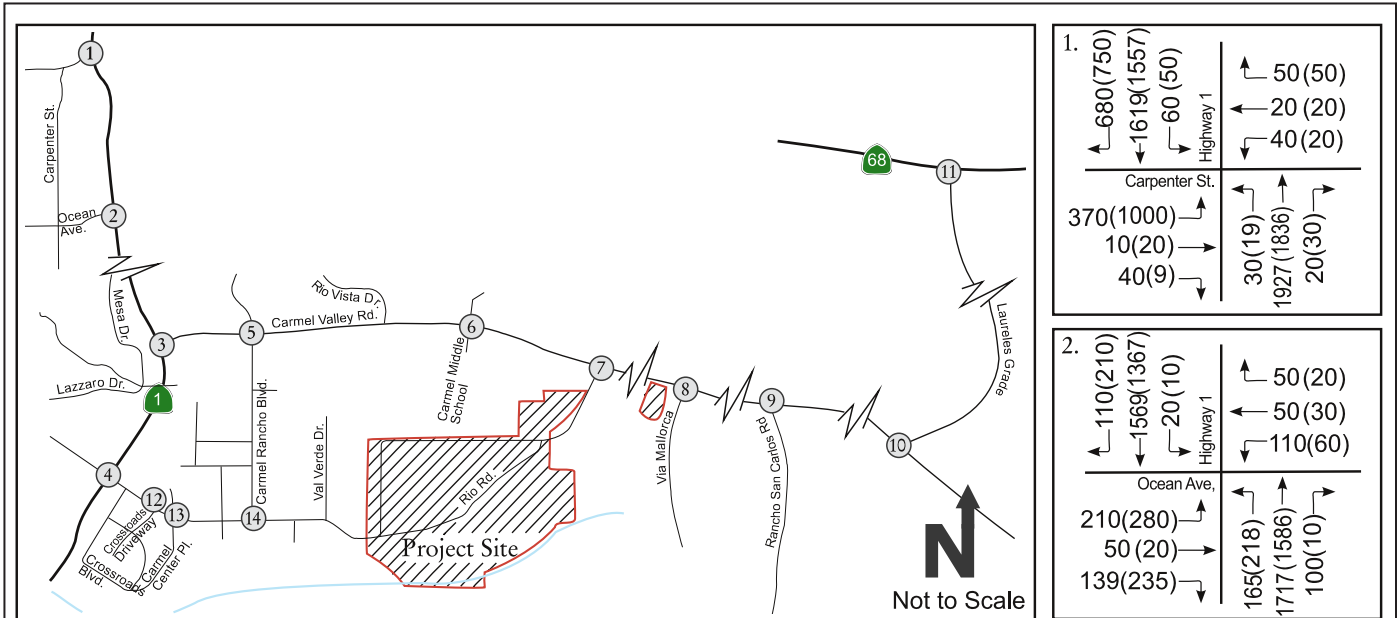 1
Carpenter St.
2
Ocean
Ave.
Mesa Dr.
3
Lazzaro Dr.
1
4
5
Rio Vista Dr.
Carmel Valley Rd.
6
Carmel Middle
School
7
8
9
10
11
68
Laureles Grade
Carmel Rancho Blvd.
Val Verde Dr.
Rio Rd.
Via Mallorca
Rancho San Carlos Rd
12
13
14
Crossroads
Driveway
Crossroads
Blvd.
Carmel
Center Pl.
Project Site
N
Not to Scale
1.
680(750)
1619(1557)
60(50)
Highway 1
50(50)
20(20)
40(20)
Carpenter St.
370(1000)
10(20)
40(9)
30(19)
1927(1836)
20(30)
2.
110(210)
1569(1367)
20(10)
Highway 1
50(20)
50(30)
110(60)
Ocean Ave,
210(280)
50(20)
139(235)
165(218)
1717(1586)
100(10)